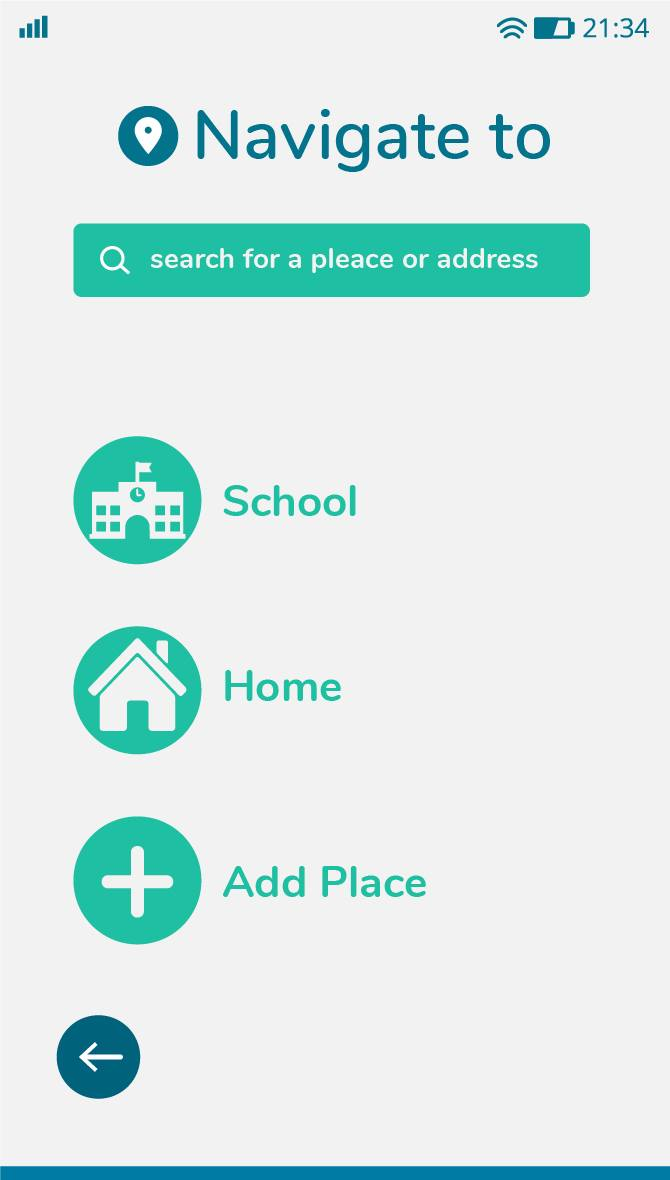 21:34
Navigate to
search for a pleace or address
School
Home
Add Place